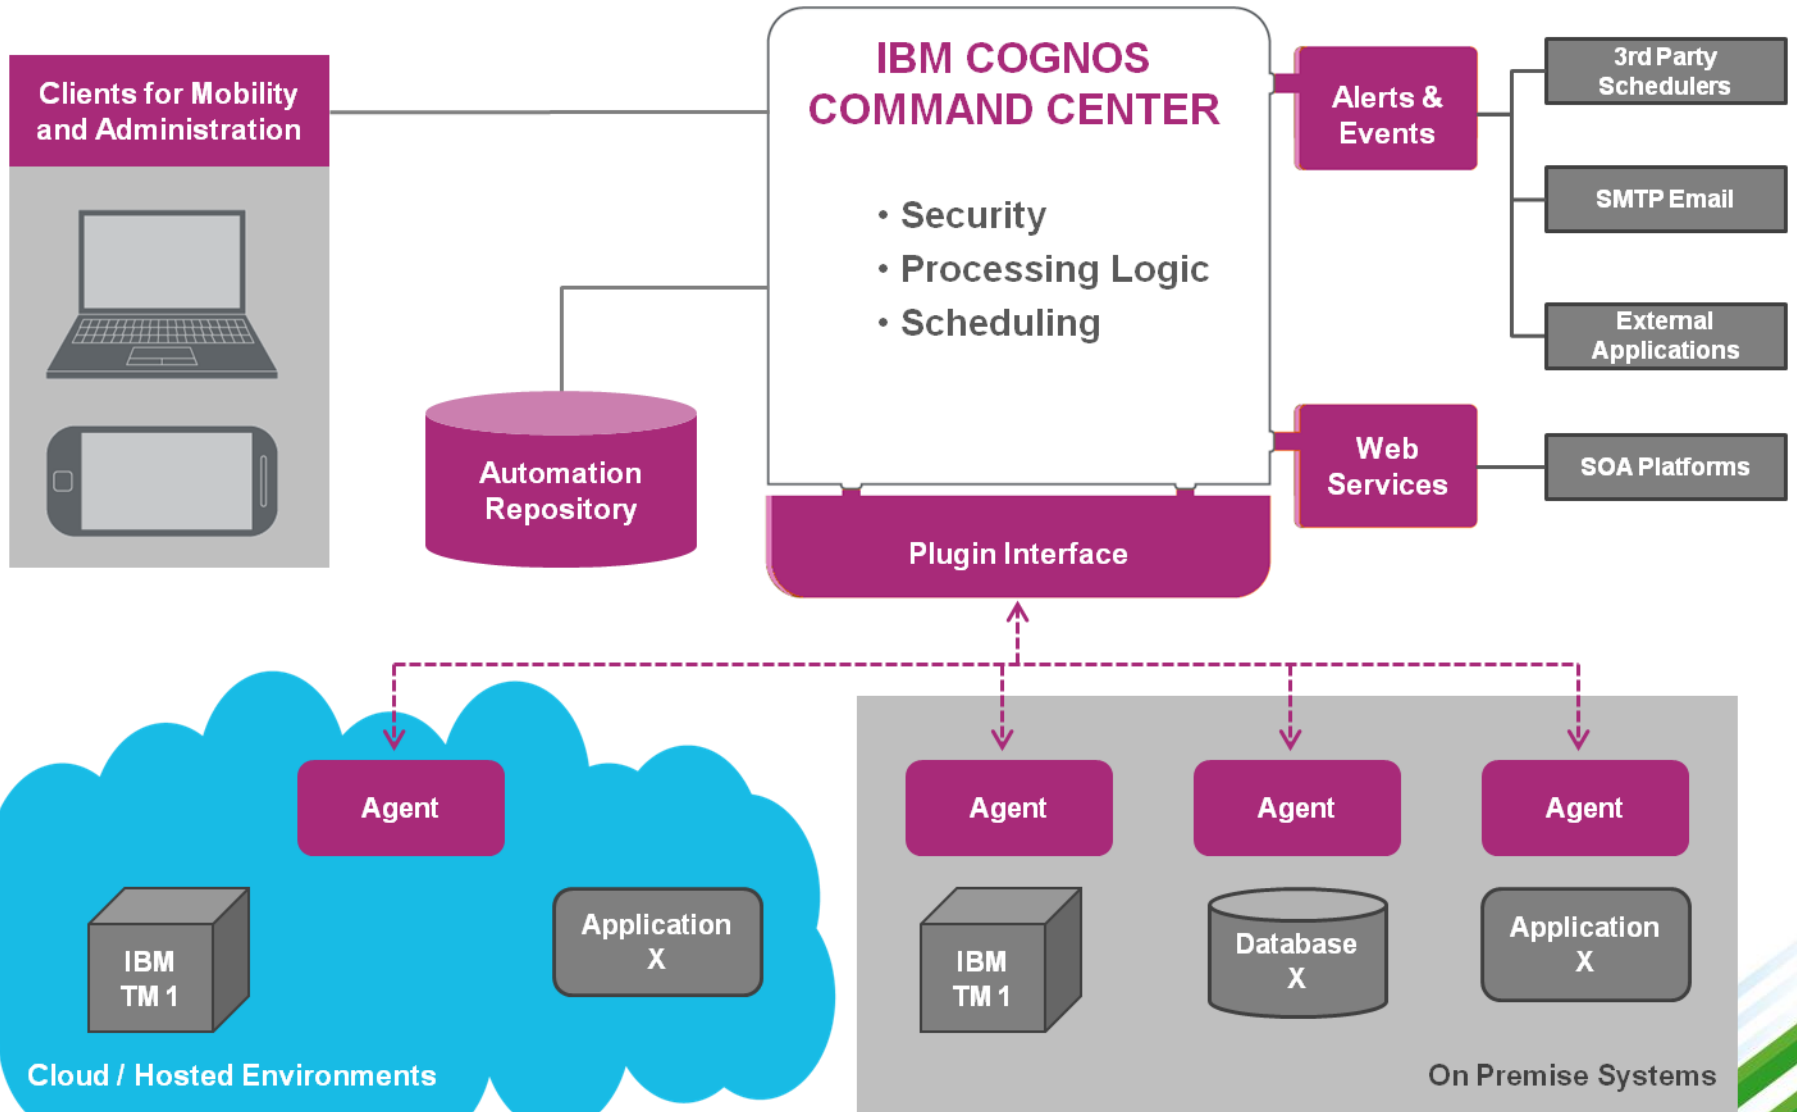 Clients for Mobility
and Administration
IBM COGNOS
COMMAND CENTER
• Security
• Processing Logic
• Scheduling
Automation
Repository
Plugin Interface
Alerts &
Events
3rd Party
Schedulers
SMTP Email
External
Applications
Web
Services
SOA Platforms
Agent
IBM
TM 1
Application
X
Cloud / Hosted Environments
Agent
Agent
Agent
IBM
TM 1
Database
X
Application
X
On Premise Systems